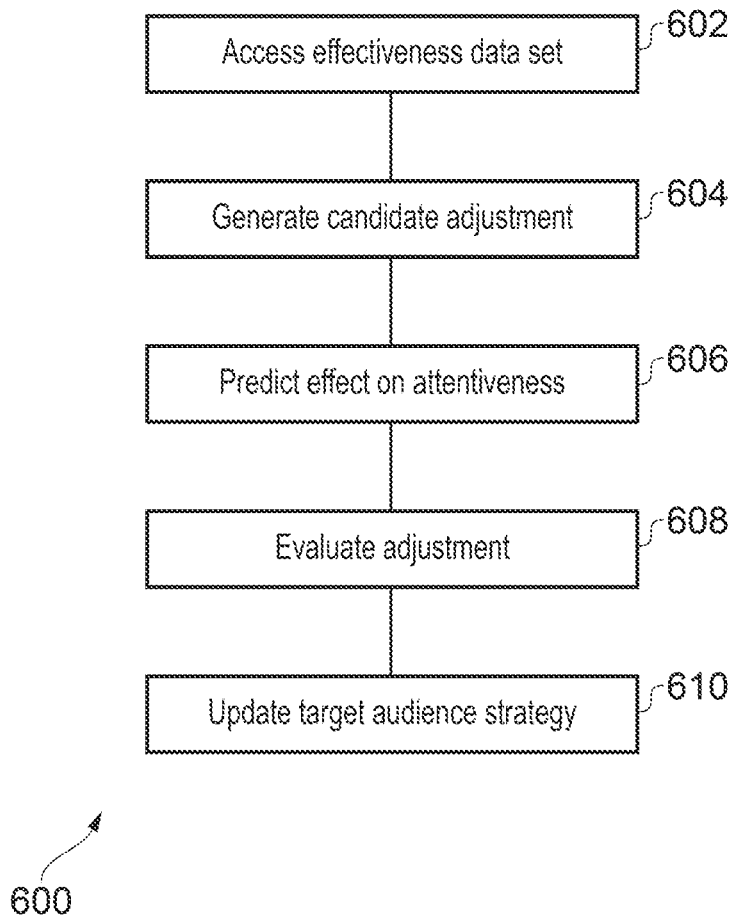 Access effectiveness data set
602
Generate candidate adjustment
604
Predict effect on attentiveness
606
Evaluate adjustment
608
Update target audience strategy
610
600